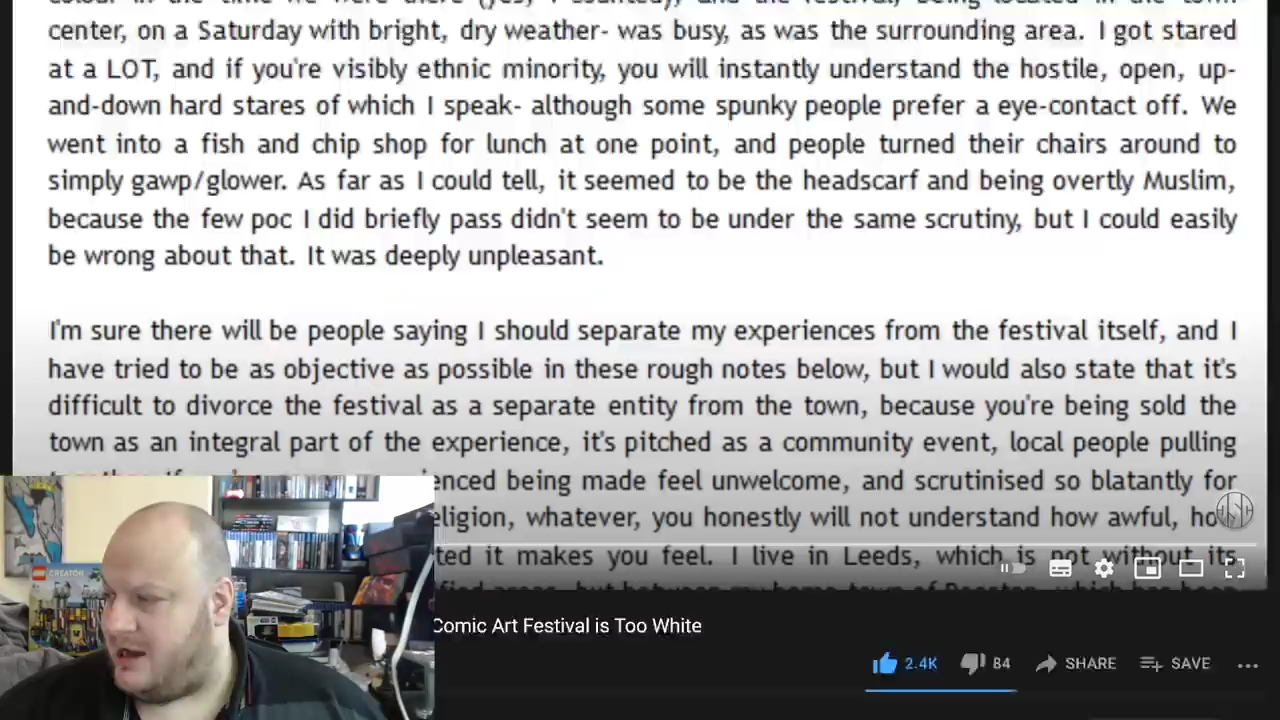 center, on a Saturday with bright, dry weather- was busy, as was the surrounding area. I got stared
at a LOT, and if you're visibly ethnic minority, you will instantly understand the hostile, open, up-
and-down hard stares of which I speak- although some spunky people prefer a eye-contact off. We
went into a fish and chip shop for lunch at one point, and people turned their chairs around to
simply gawp/glower. As far as I could tell, it seemed to be the headscarf and being overtly Muslim,
because the few poc I did briefly pass didn't seem to be under the same scrutiny, but I could easily
be wrong about that. It was deeply unpleasant.
I'm sure there will be people saying I should separate my experiences from the festival itself, and I
have tried to be as objective as possible in these rough notes below, but I would also state that it's
difficult to divorce the festival as a separate entity from the town, because you're being sold the
town as an integral part of the experience, it's pitched as a community event, local people pulling
enced being made feel unwelcome, and scrutinised so blatantly for
eligion, whatever, you honestly will not understand how awful, how
ted it makes you feel. I live in Leeds, which is not without its
Comic Art Festival is Too White
2.4K 84 SHARE SAVE
LEGO CREATOR